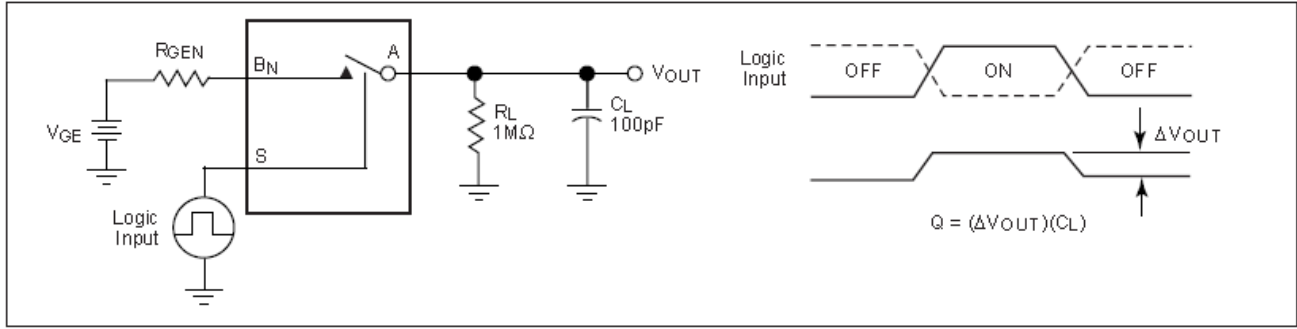 RGEN
BN
A
VOUT
RL
1MΩ
CL
100pF
VGE
S
Logic
Input
Logic
Input
OFF
ON
OFF
ΔVOUT
Q = (ΔVOUT)(CL)